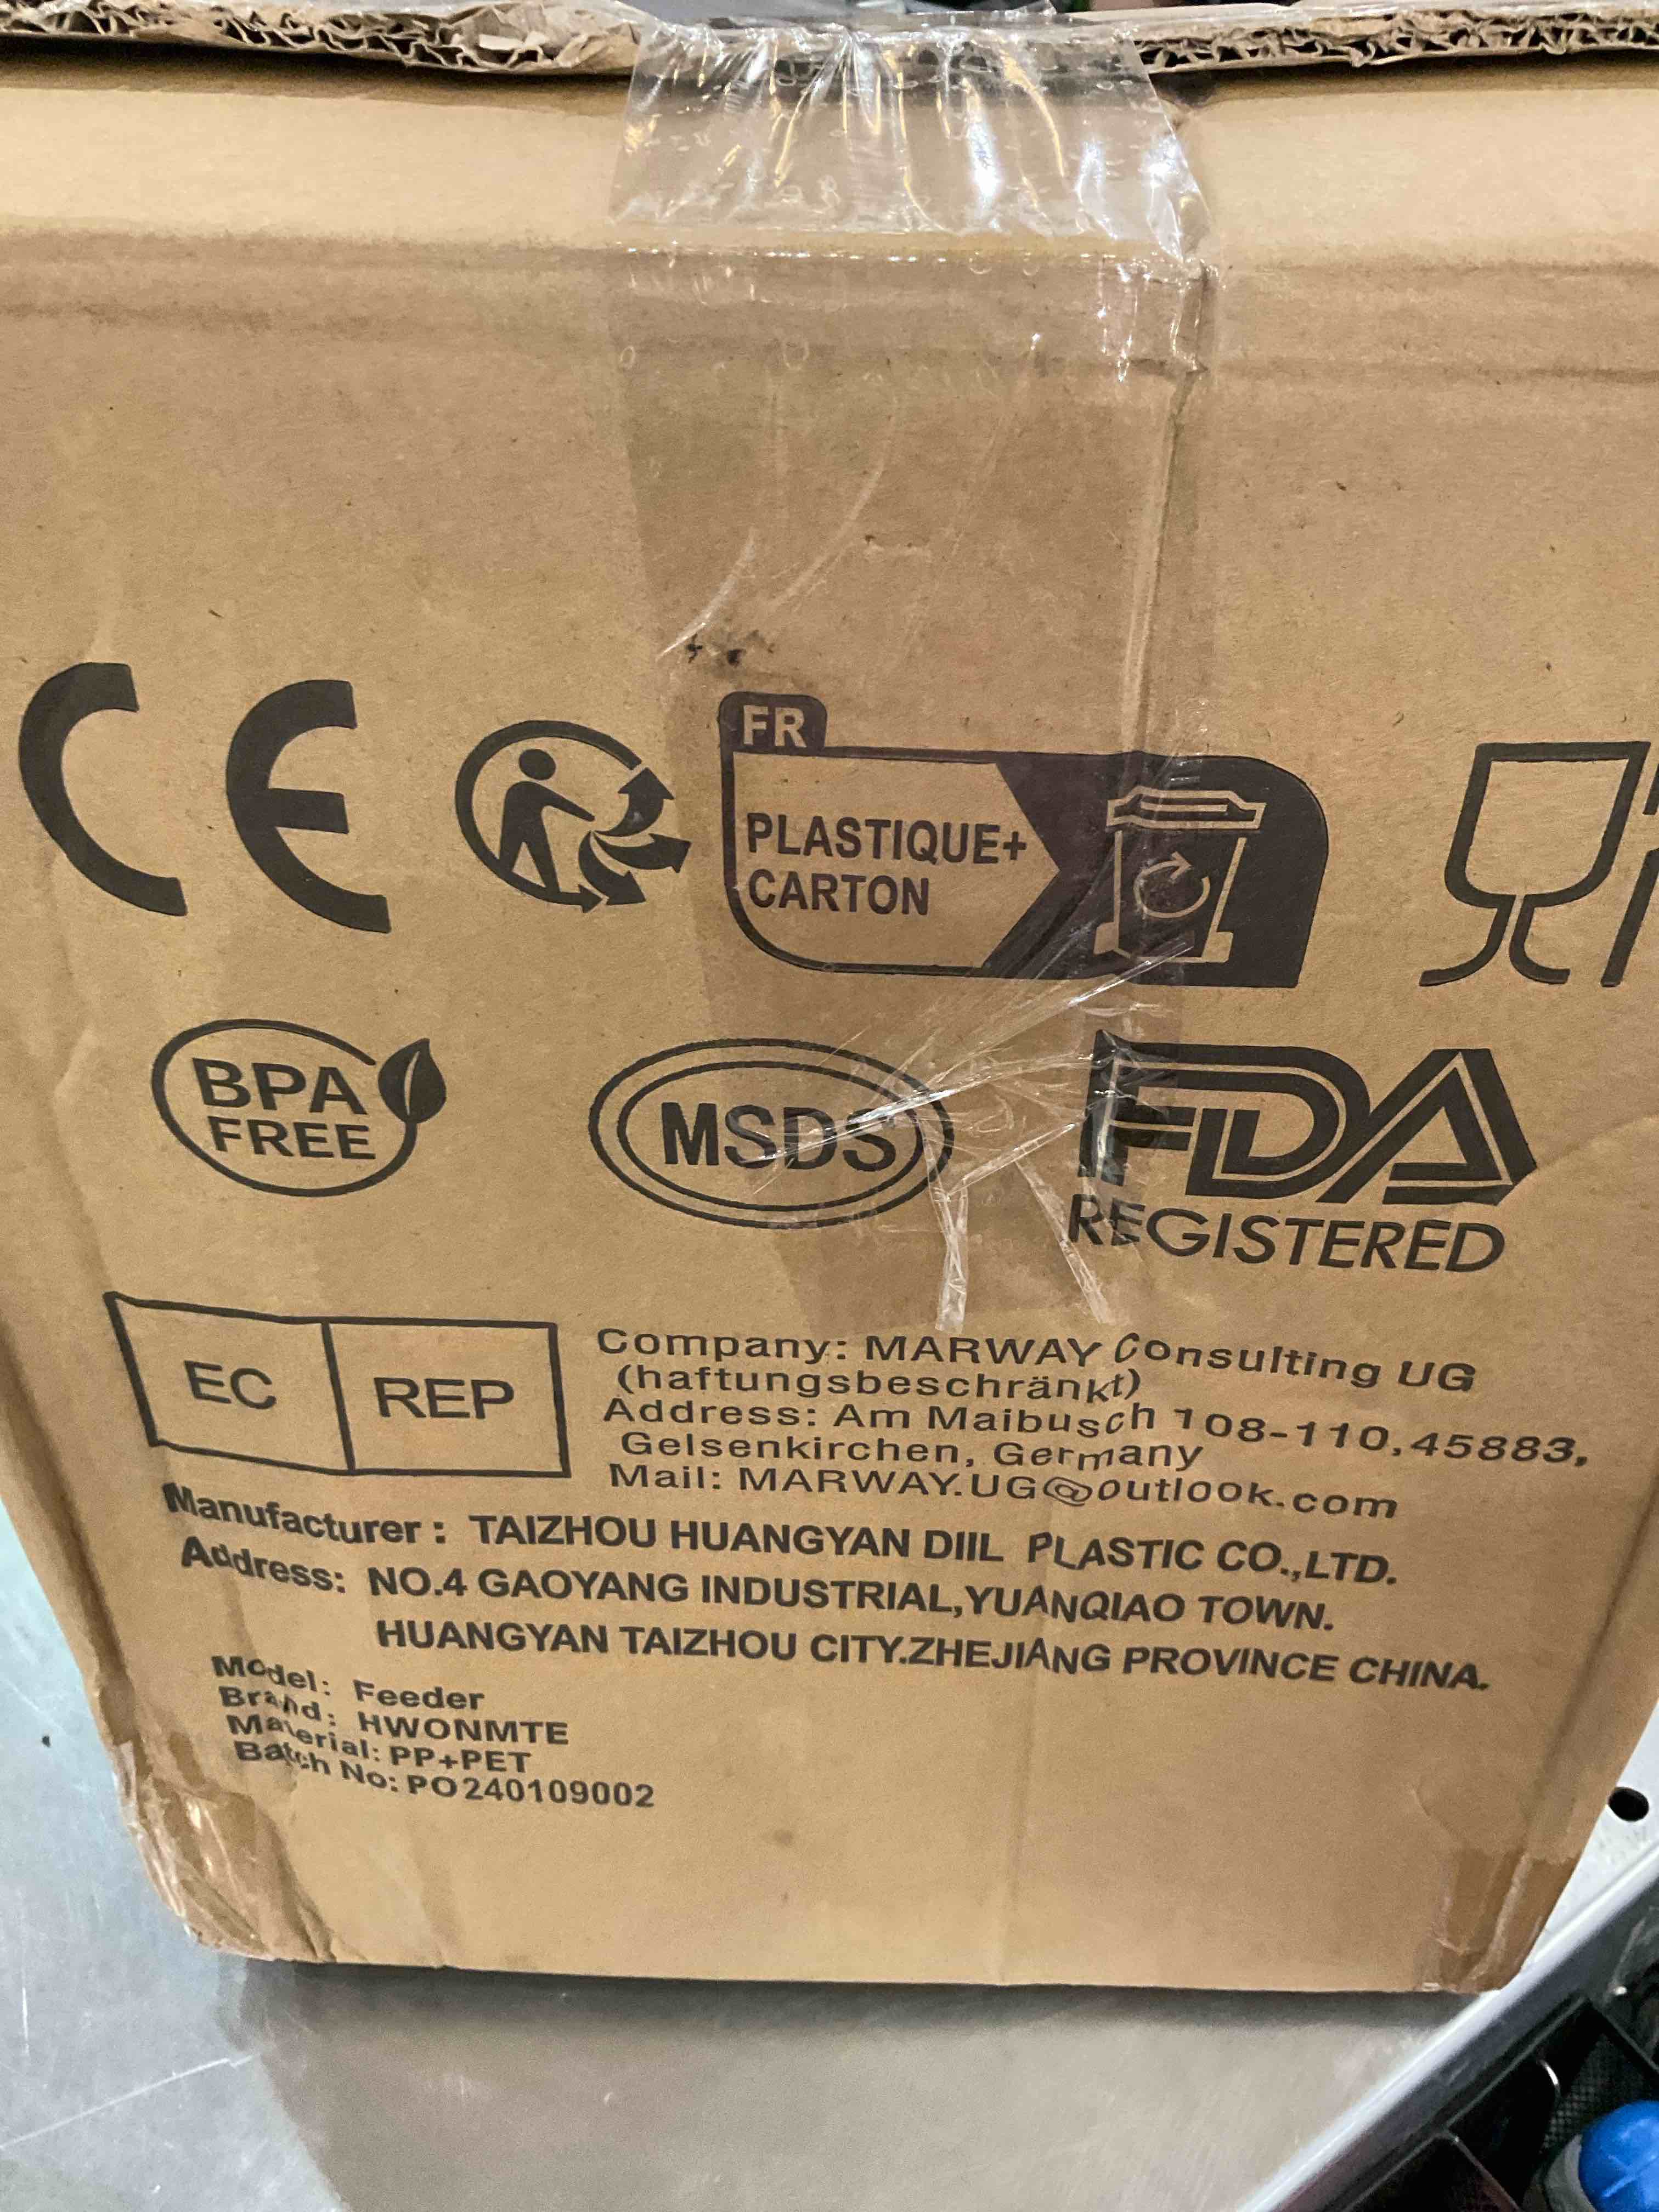 CE
FR
PLASTIQUE+
CARTON
BPA
FREE
MSDS
FDA
REGISTERED
EC REP
Company: MARWAY Consulting UG
(haftungsbeschränkt)
Address: Am Maibusch 108-110,45883,
Gelsenkirchen, Germany
Mail: MARWAY.UG@outlook.com
Manufacturer: TAIZHOU HUANGYAN DIIL PLASTIC CO.,LTD.
Address: NO.4 GAOYANG INDUSTRIAL,YUANQIAO TOWN.
HUANGYAN TAIZHOU CITY.ZHEJIANG PROVINCE CHINA.
Model: Feeder
Brand: HWONMTE
Material: PP+PET
Batch No: PO240109002